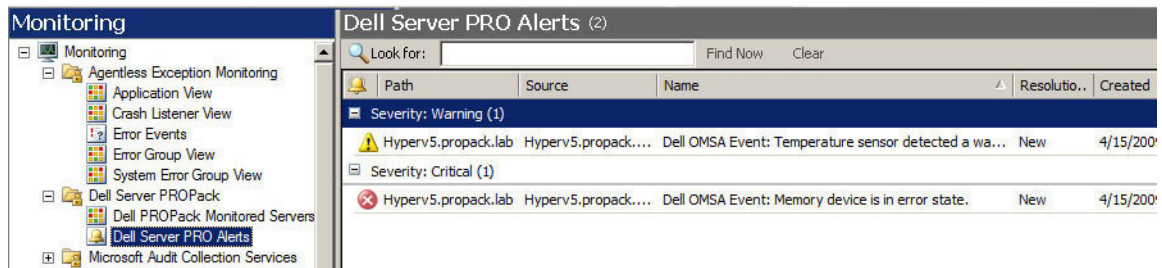 Monitoring
Monitoring
Agentless Exception Monitoring
Application View
Crash Listener View
Error Events
Error Group View
System Error Group View
Dell Server PROPack
Dell PROPack Monitored Servers
Dell Server PRO Alerts
Microsoft Audit Collection Services
Dell Server PRO Alerts (2)
Look for: Find Now Clear
Path Source Name Resolutio.. Created
Severity: Warning (1)
Hyperv5.propack.lab Hyperv5.propack.... Dell OMSA Event: Temperature sensor detected a wa... New 4/15/2009
Severity: Critical (1)
Hyperv5.propack.lab Hyperv5.propack.... Dell OMSA Event: Memory device is in error state. New 4/15/2009